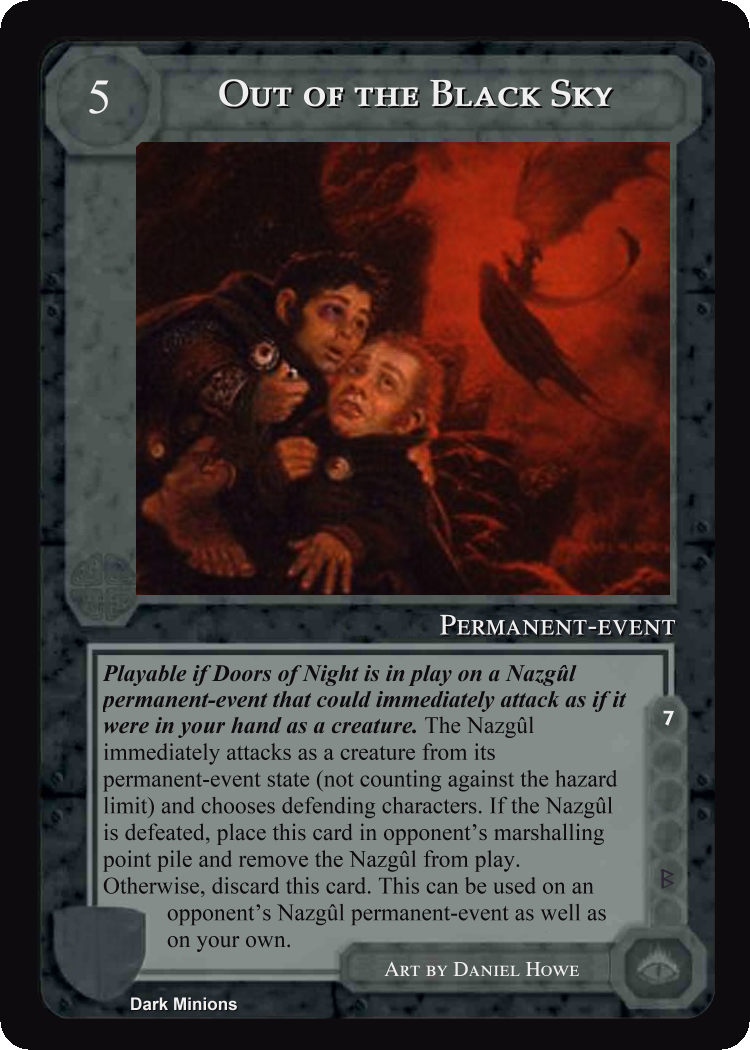 5
Out of the Black Sky
Permanent-event
Playable if Doors of Night is in play on a Nazgûl
permanent-event that could immediately attack as if it
were in your hand as a creature. The Nazgûl
immediately attacks as a creature from its
permanent-event state (not counting against the hazard
limit) and chooses defending characters. If the Nazgûl
is defeated, place this card in opponent's marshalling
point pile and remove the Nazgûl from play.
Otherwise, discard this card. This can be used on an
opponent's Nazgûl permanent-event as well as
on your own.
7
B
Art by Daniel Howe
Dark Minions